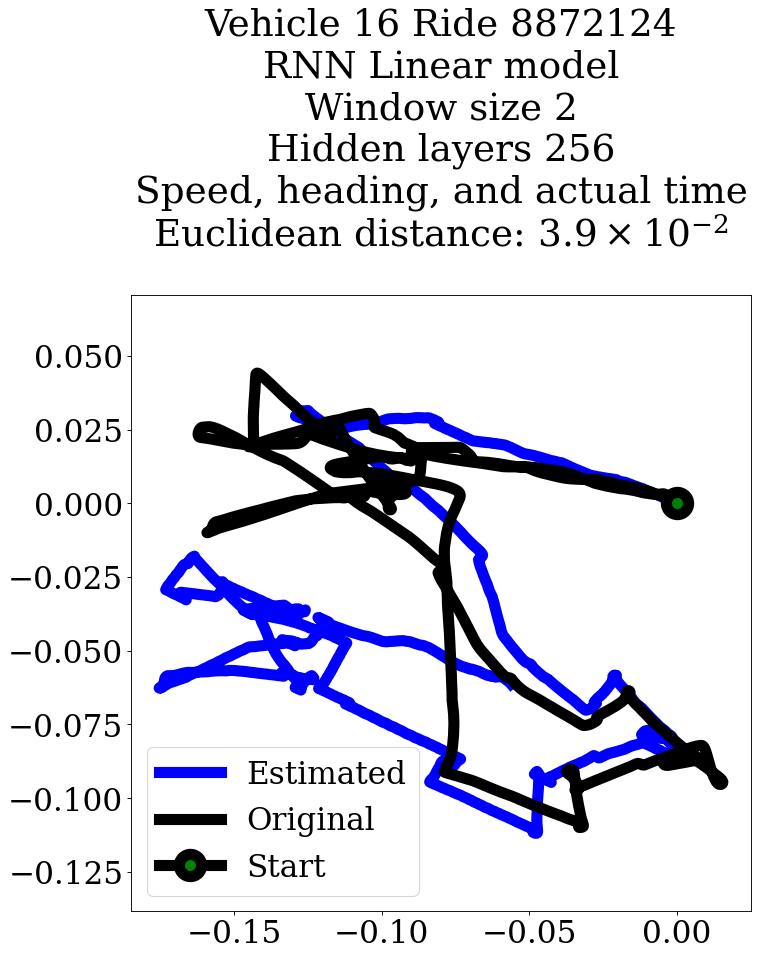 Vehicle 16 Ride 8872124
RNN Linear model
Window size 2
Hidden layers 256
Speed, heading, and actual time
Euclidean distance: 3.9 × 10⁻²
0.050
0.025
0.000
−0.025
−0.050
−0.075
−0.100
−0.125
Estimated
Original
Start
−0.15 −0.10 −0.05 0.00